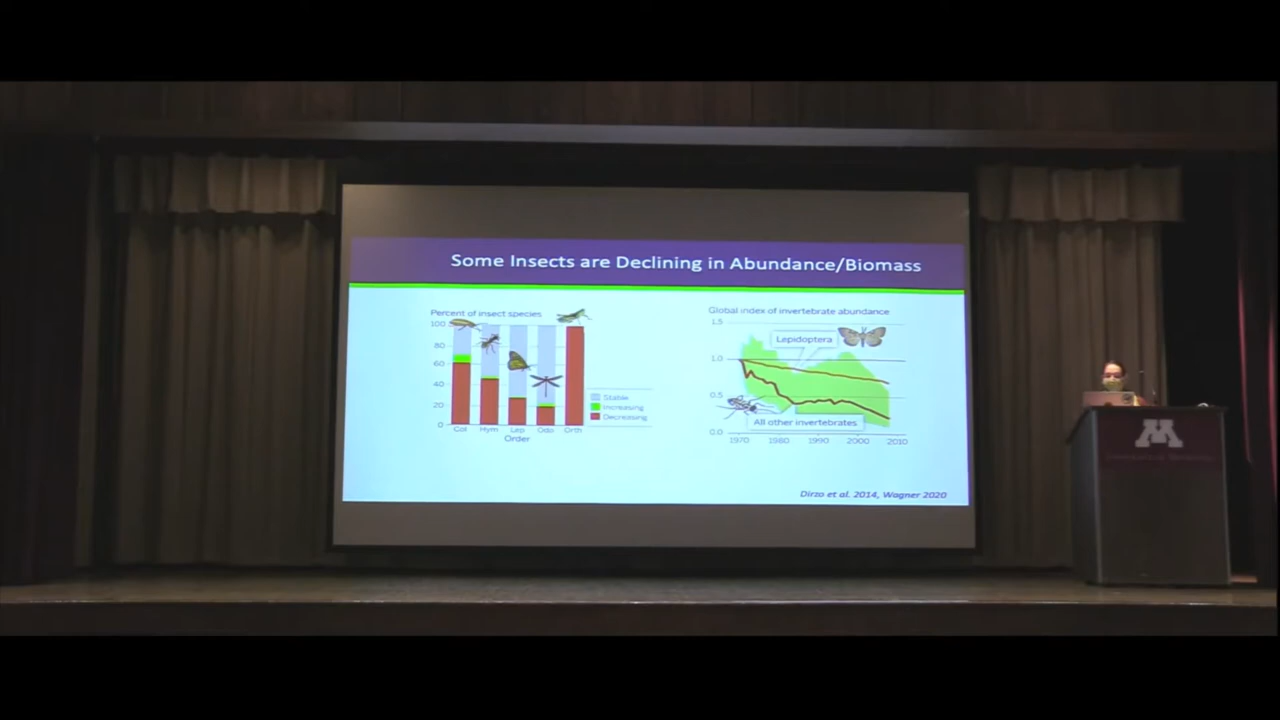 Some Insects are Declining in Abundance/Biomass
Percent of insect species
100
80
60
40
20
0
Col Hym Lep Odo Orth
Order
Stable
Increasing
Decreasing
Global index of invertebrate abundance
1.5
1.0
0.5
0.0
Lepidoptera
All other invertebrates
1970 1980 1990 2000 2010
Dirzo et al. 2014, Wagner 2020
M